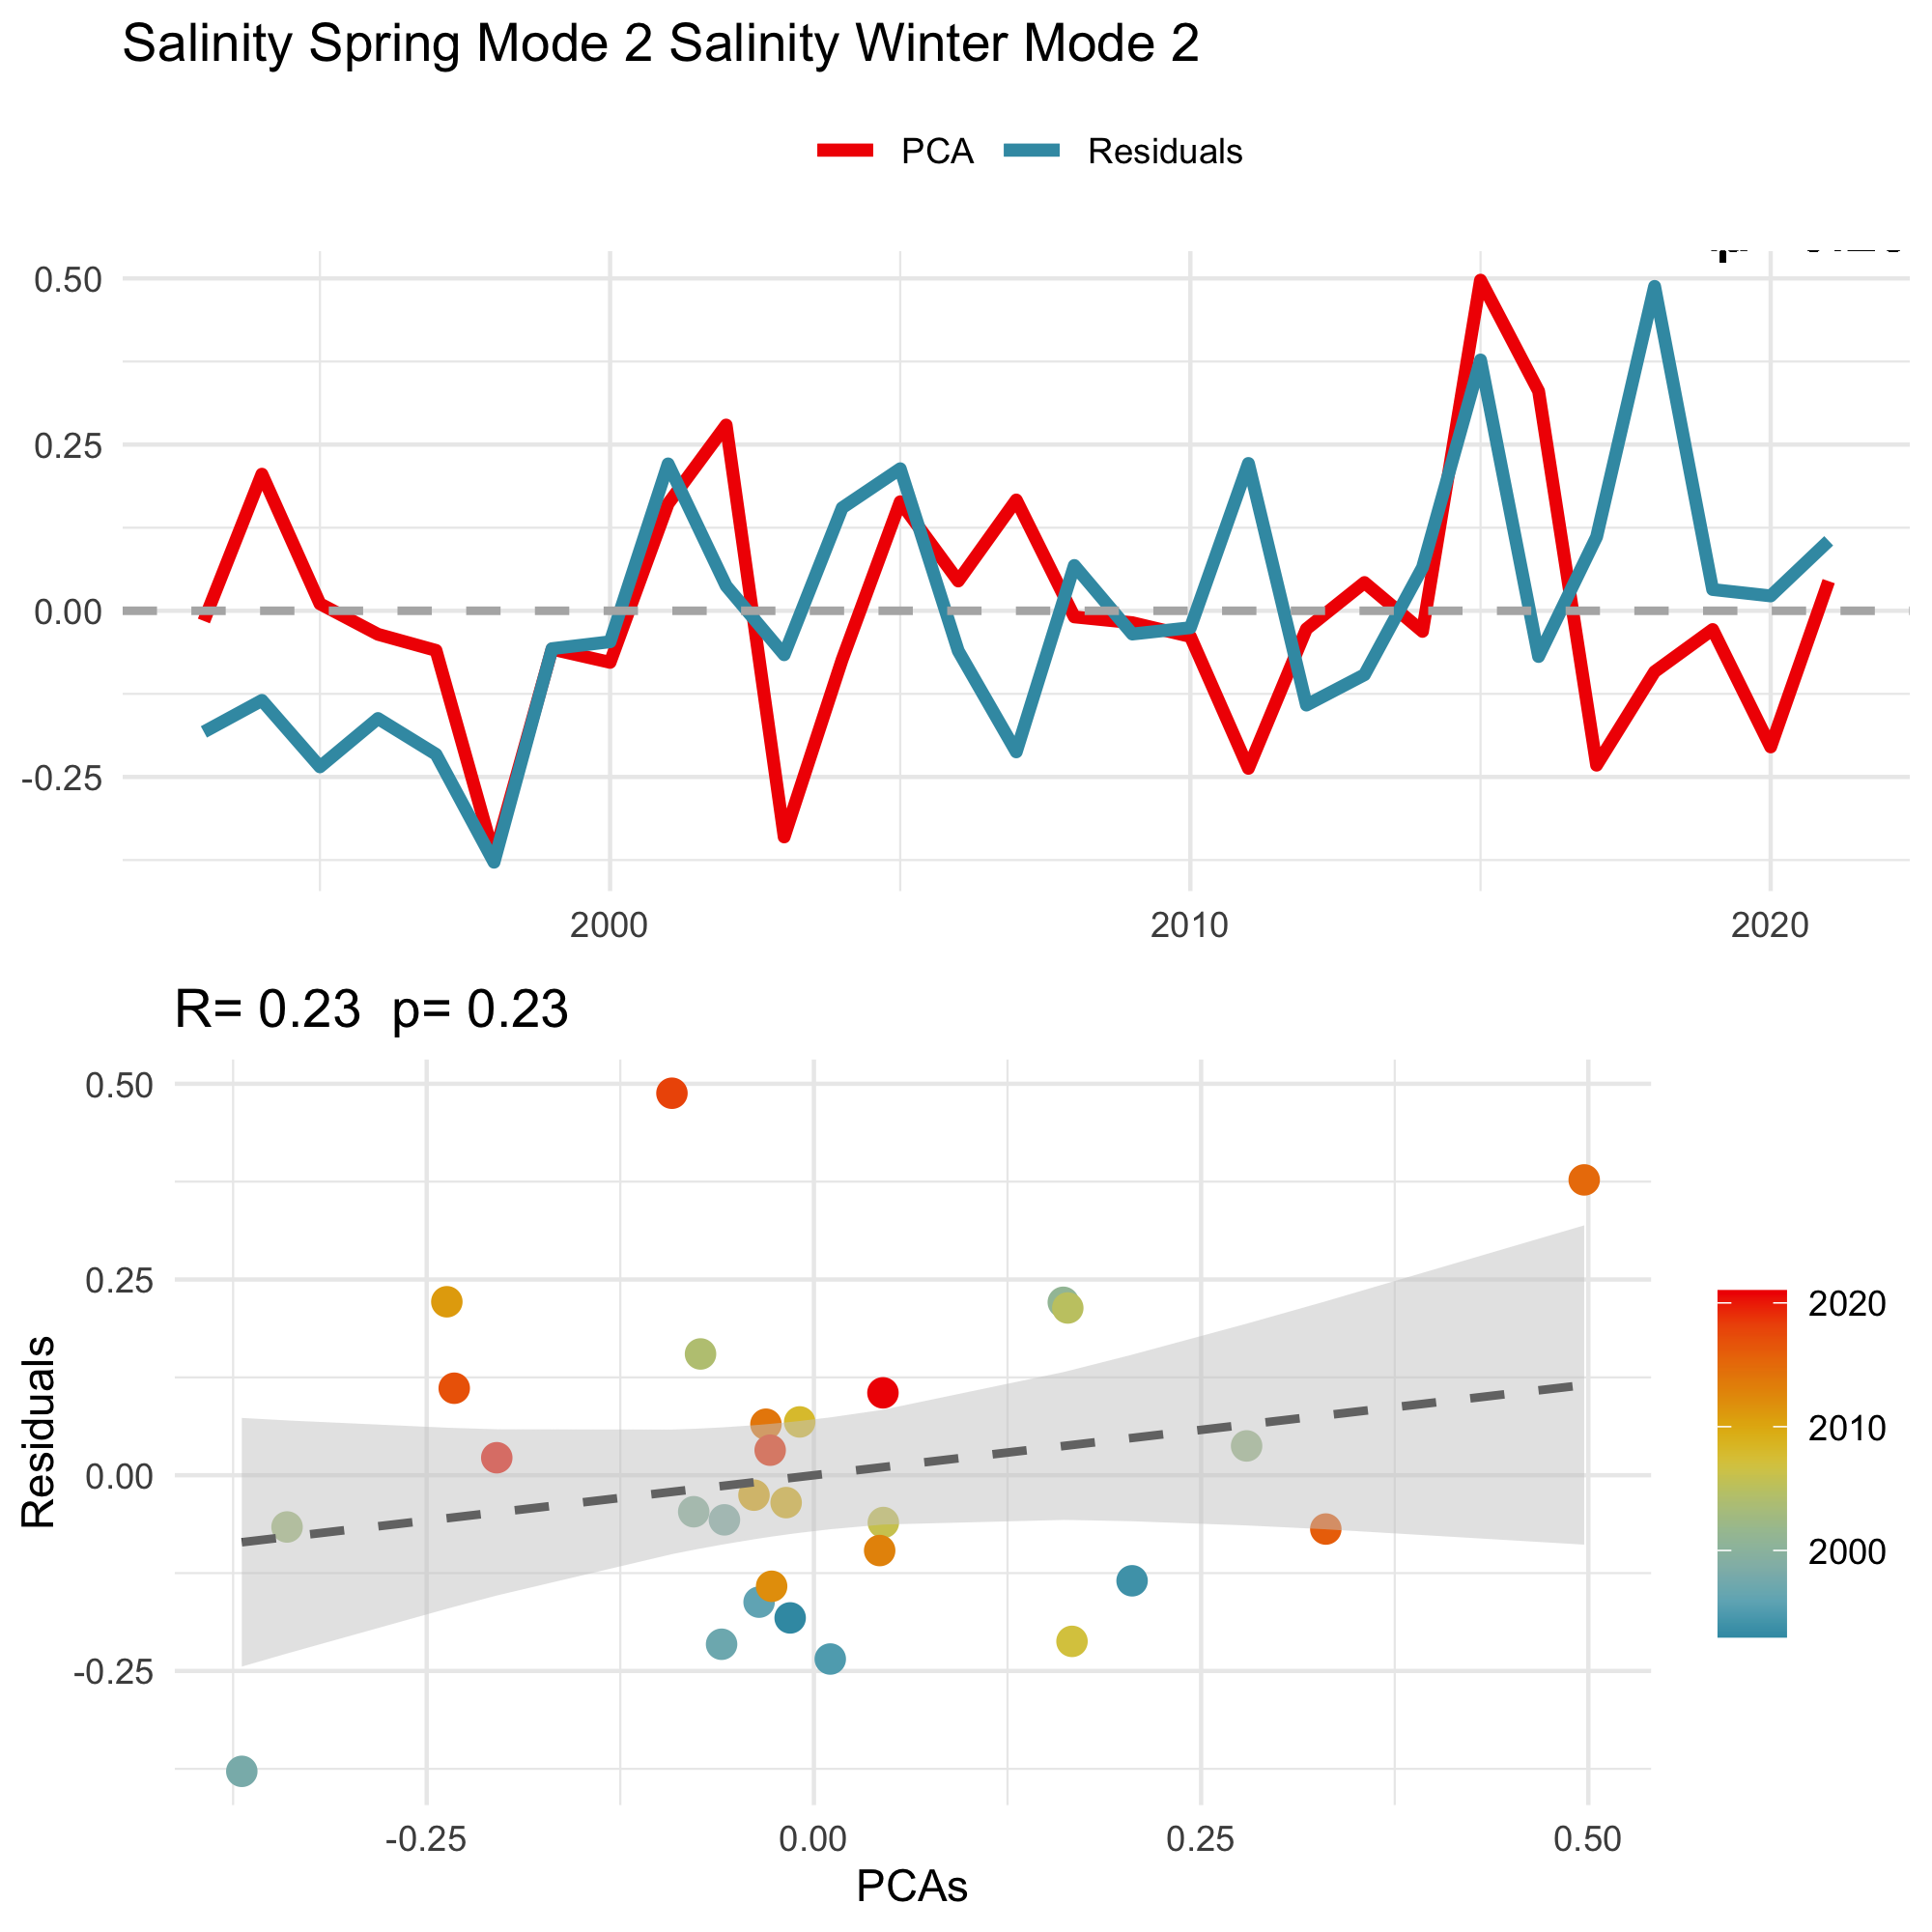 Salinity Spring Mode 2 Salinity Winter Mode 2
PCA Residuals
0.50
0.25
0.00
-0.25
2000 2010 2020
R= 0.23 p= 0.23
Residuals
0.50
0.25
0.00
-0.25
-0.25 0.00 0.25 0.50
PCAs
2020
2010
2000